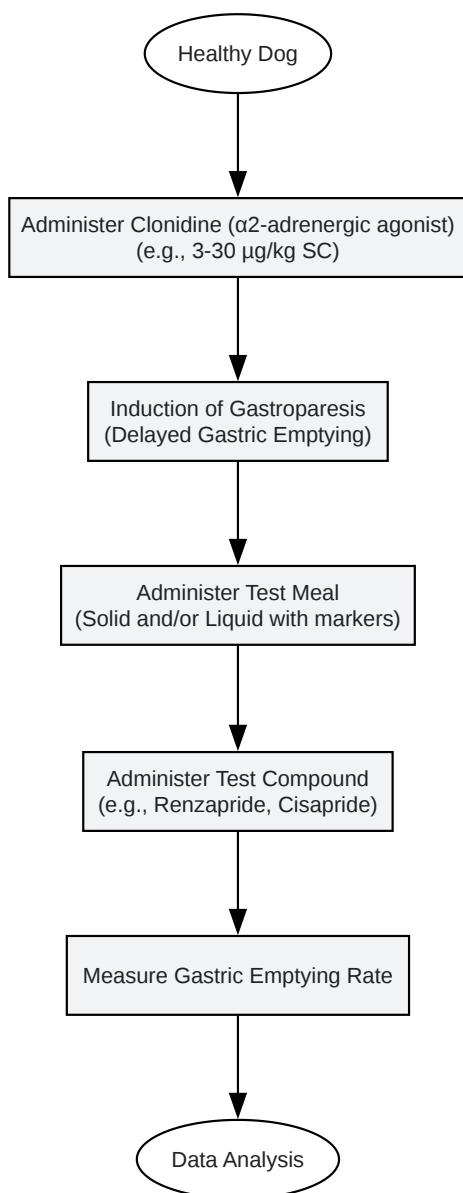 Healthy Dog
Administer Clonidine (α2-adrenergic agonist)
(e.g., 3-30 µg/kg SC)
Induction of Gastroparesis
(Delayed Gastric Emptying)
Administer Test Meal
(Solid and/or Liquid with markers)
Administer Test Compound
(e.g., Renzapride, Cisapride)
Measure Gastric Emptying Rate
Data Analysis